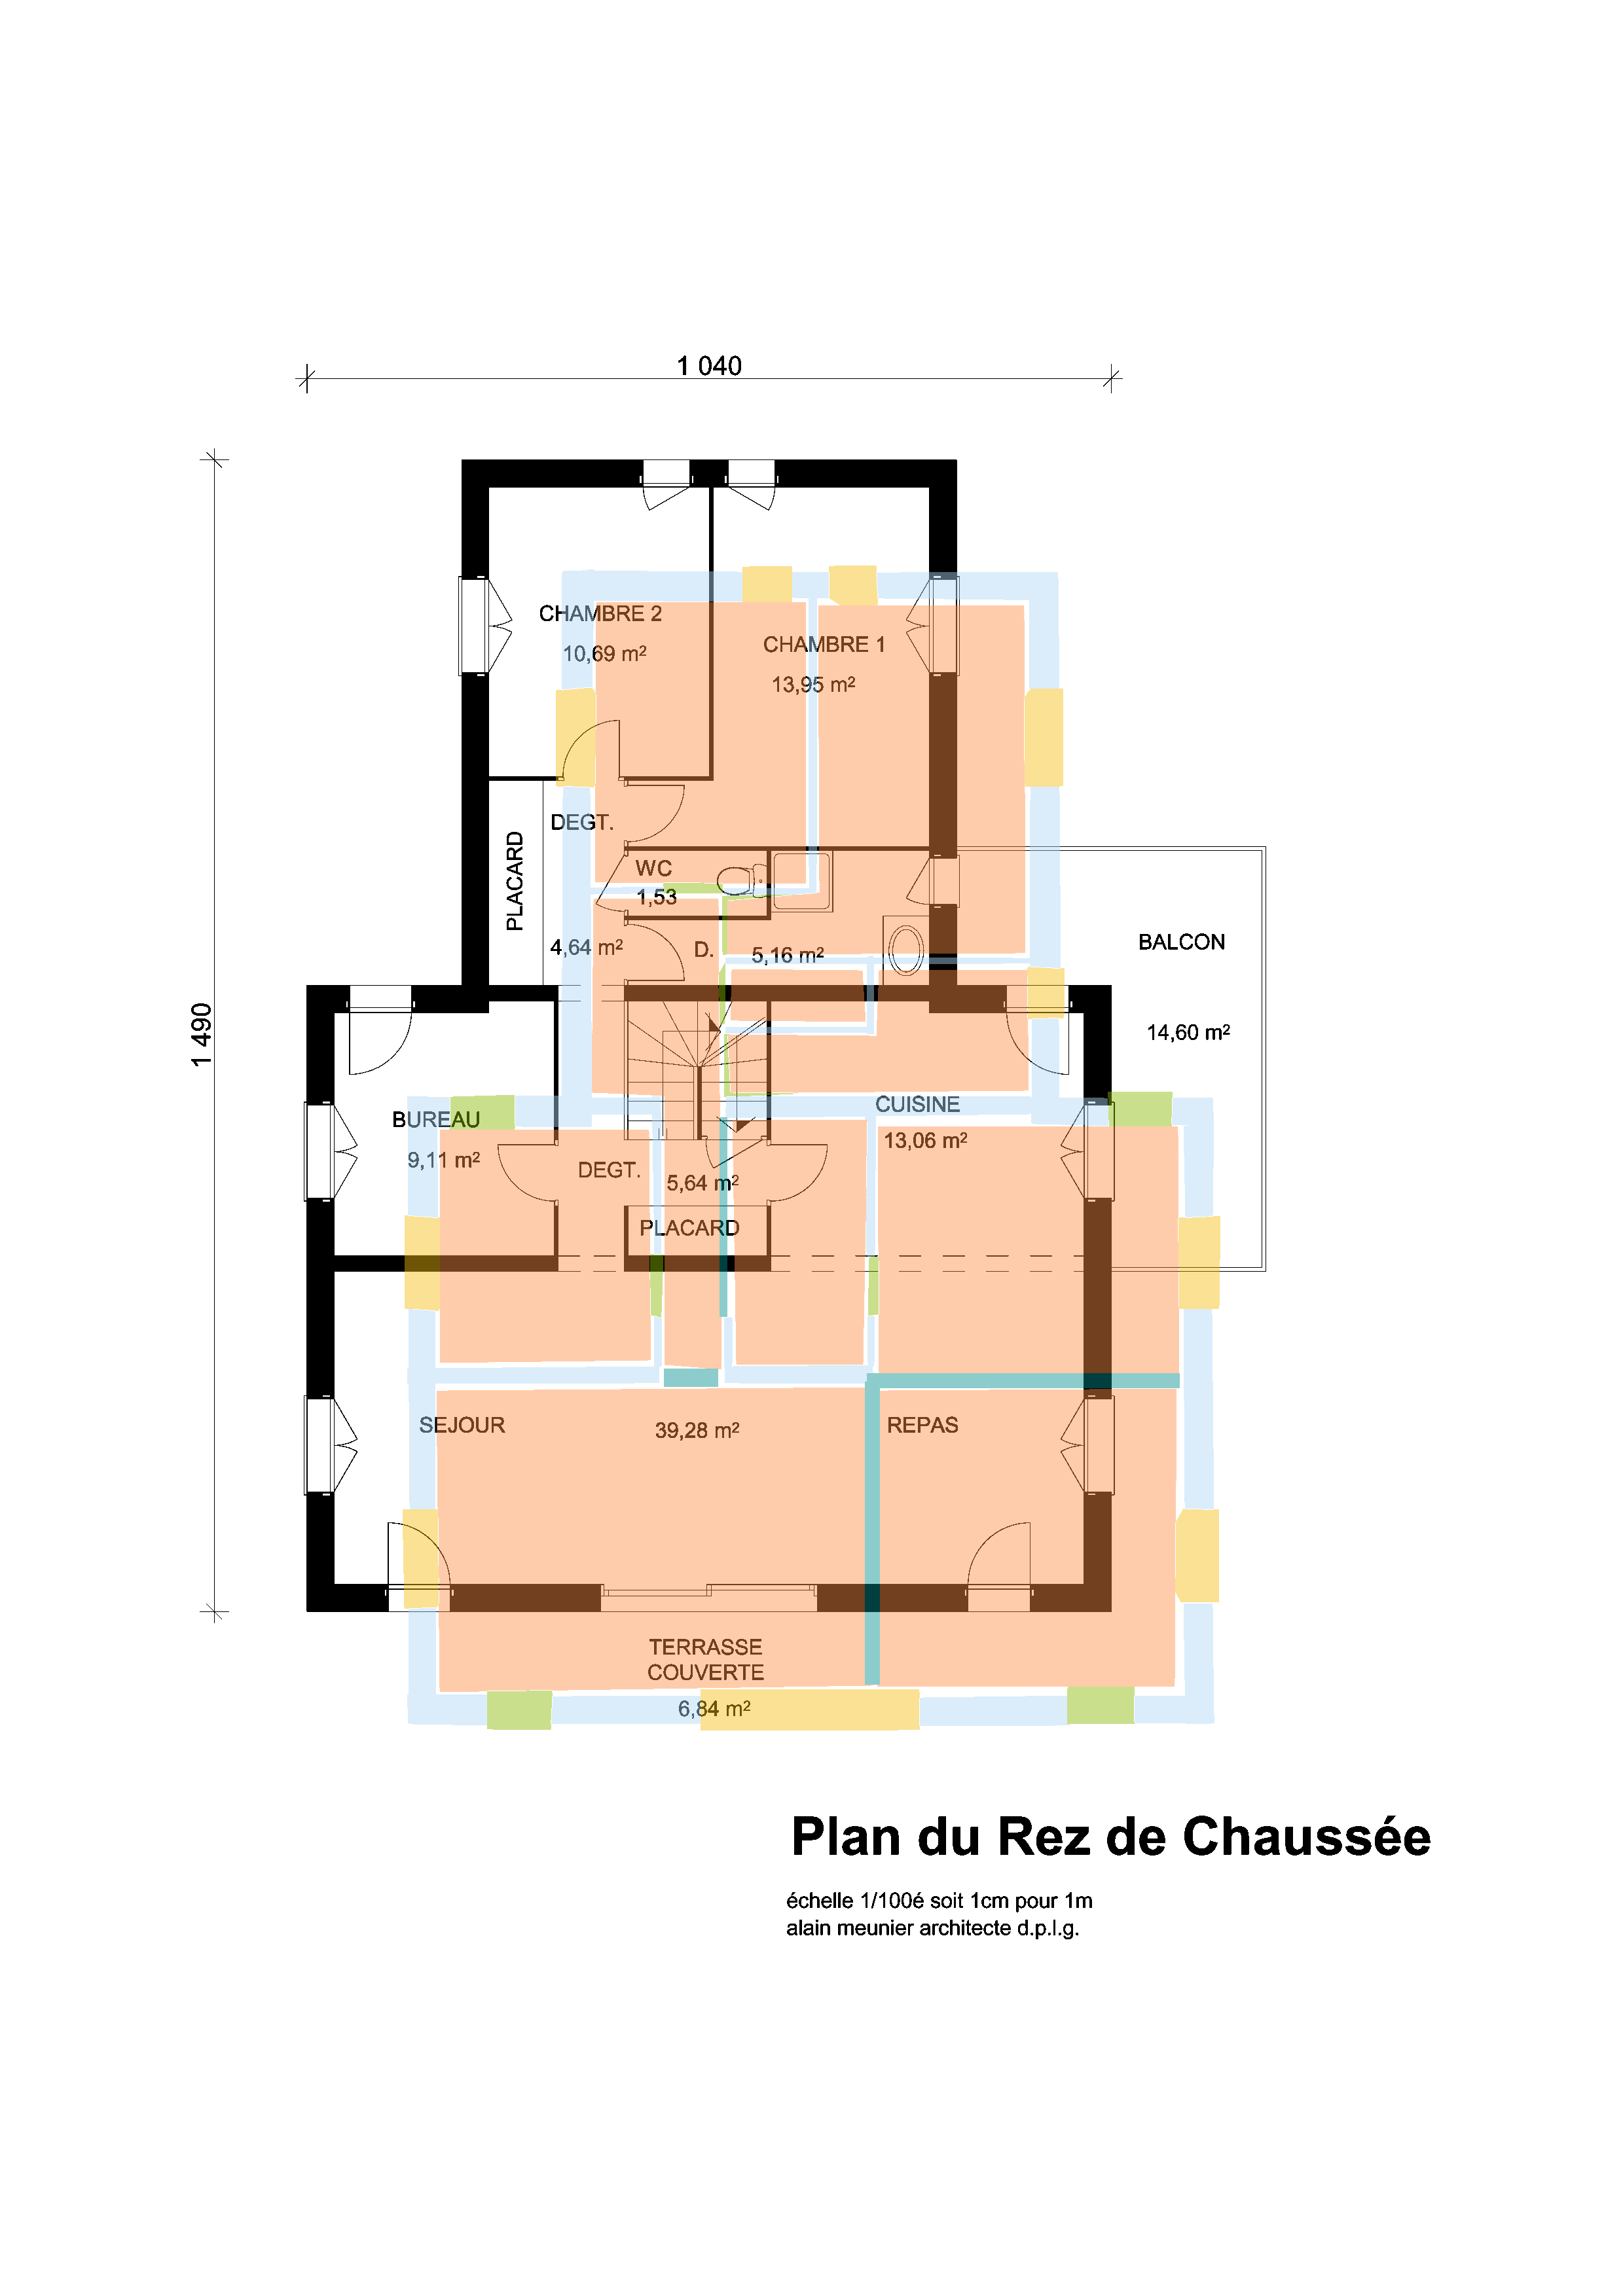 1 040
1 490
CHAMBRE 2
10,69 m²
CHAMBRE 1
13,95 m²
PLACARD
DEGT.
WC
1,53
4,64 m²
D.
5,16 m²
BALCON
14,60 m²
BUREAU
9,11 m²
CUISINE
13,06 m²
DEGT.
5,64 m²
PLACARD
SEJOUR
39,28 m²
REPAS
TERRASSE
COUVERTE
6,84 m²
Plan du Rez de Chaussée
échelle 1/100é soit 1cm pour 1m
alain meunier architecte d.p.l.g.